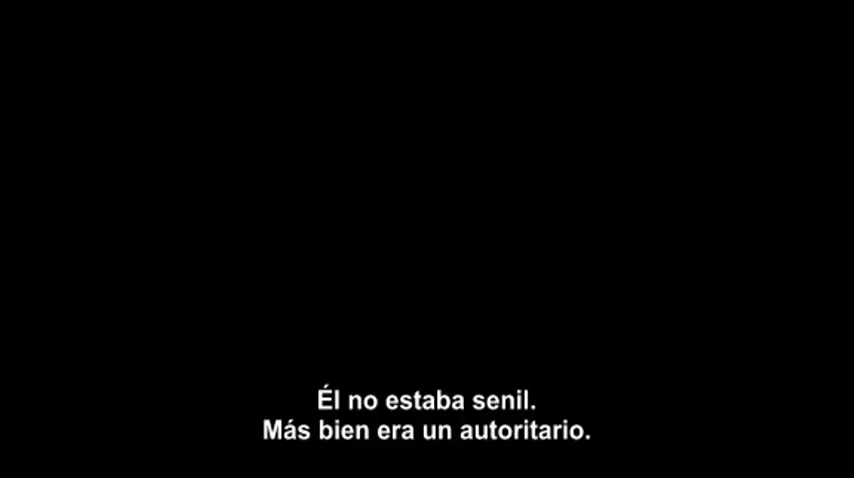 Él no estaba senil.
Más bien era un autoritario.